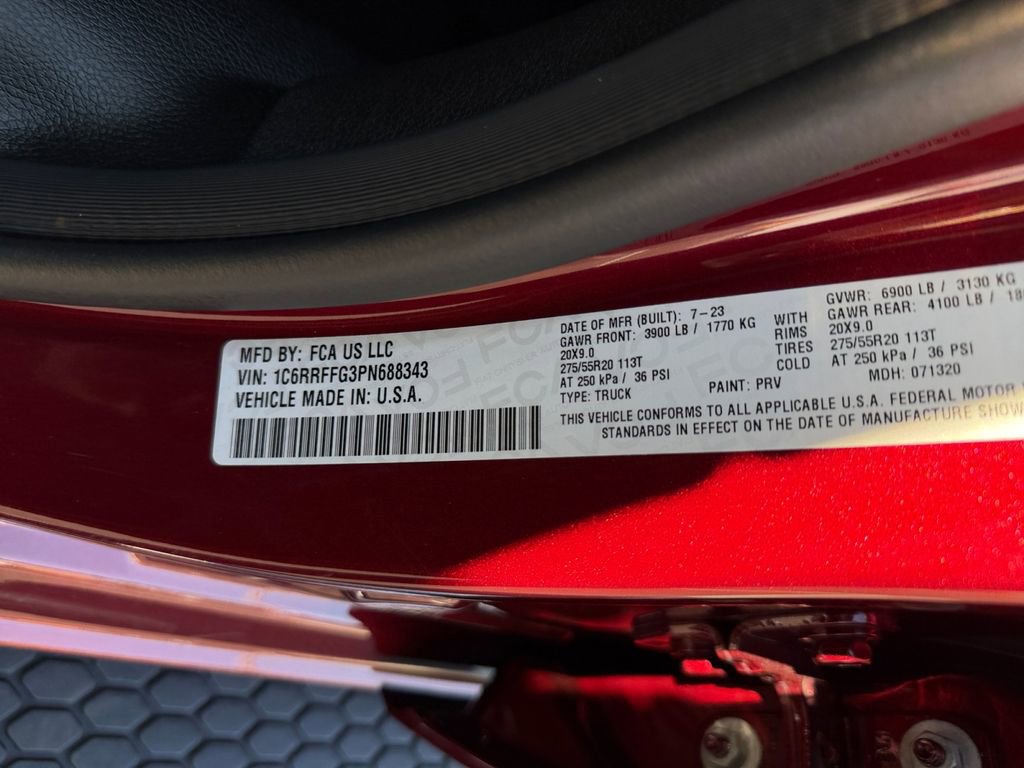 MFD BY: FCA US LLC
VIN: 1C6RRFFG3PN688343
VEHICLE MADE IN: U.S.A.
DATE OF MFR (BUILT): 7-23
GAWR FRONT: 3900 LB / 1770 KG
20X9.0
275/55R20 113T
AT 250 kPa / 36 PSI
TYPE: TRUCK
PAINT: PRV
WITH
RIMS
TIRES
COLD
GVWR: 6900 LB / 3130 KG
GAWR REAR: 4100 LB / 18
20X9.0
275/55R20 113T
AT 250 kPa / 36 PSI
MDH: 071320
THIS VEHICLE CONFORMS TO ALL APPLICABLE U.S.A. FEDERAL MOTOR
STANDARDS IN EFFECT ON THE DATE OF MANUFACTURE SHOW